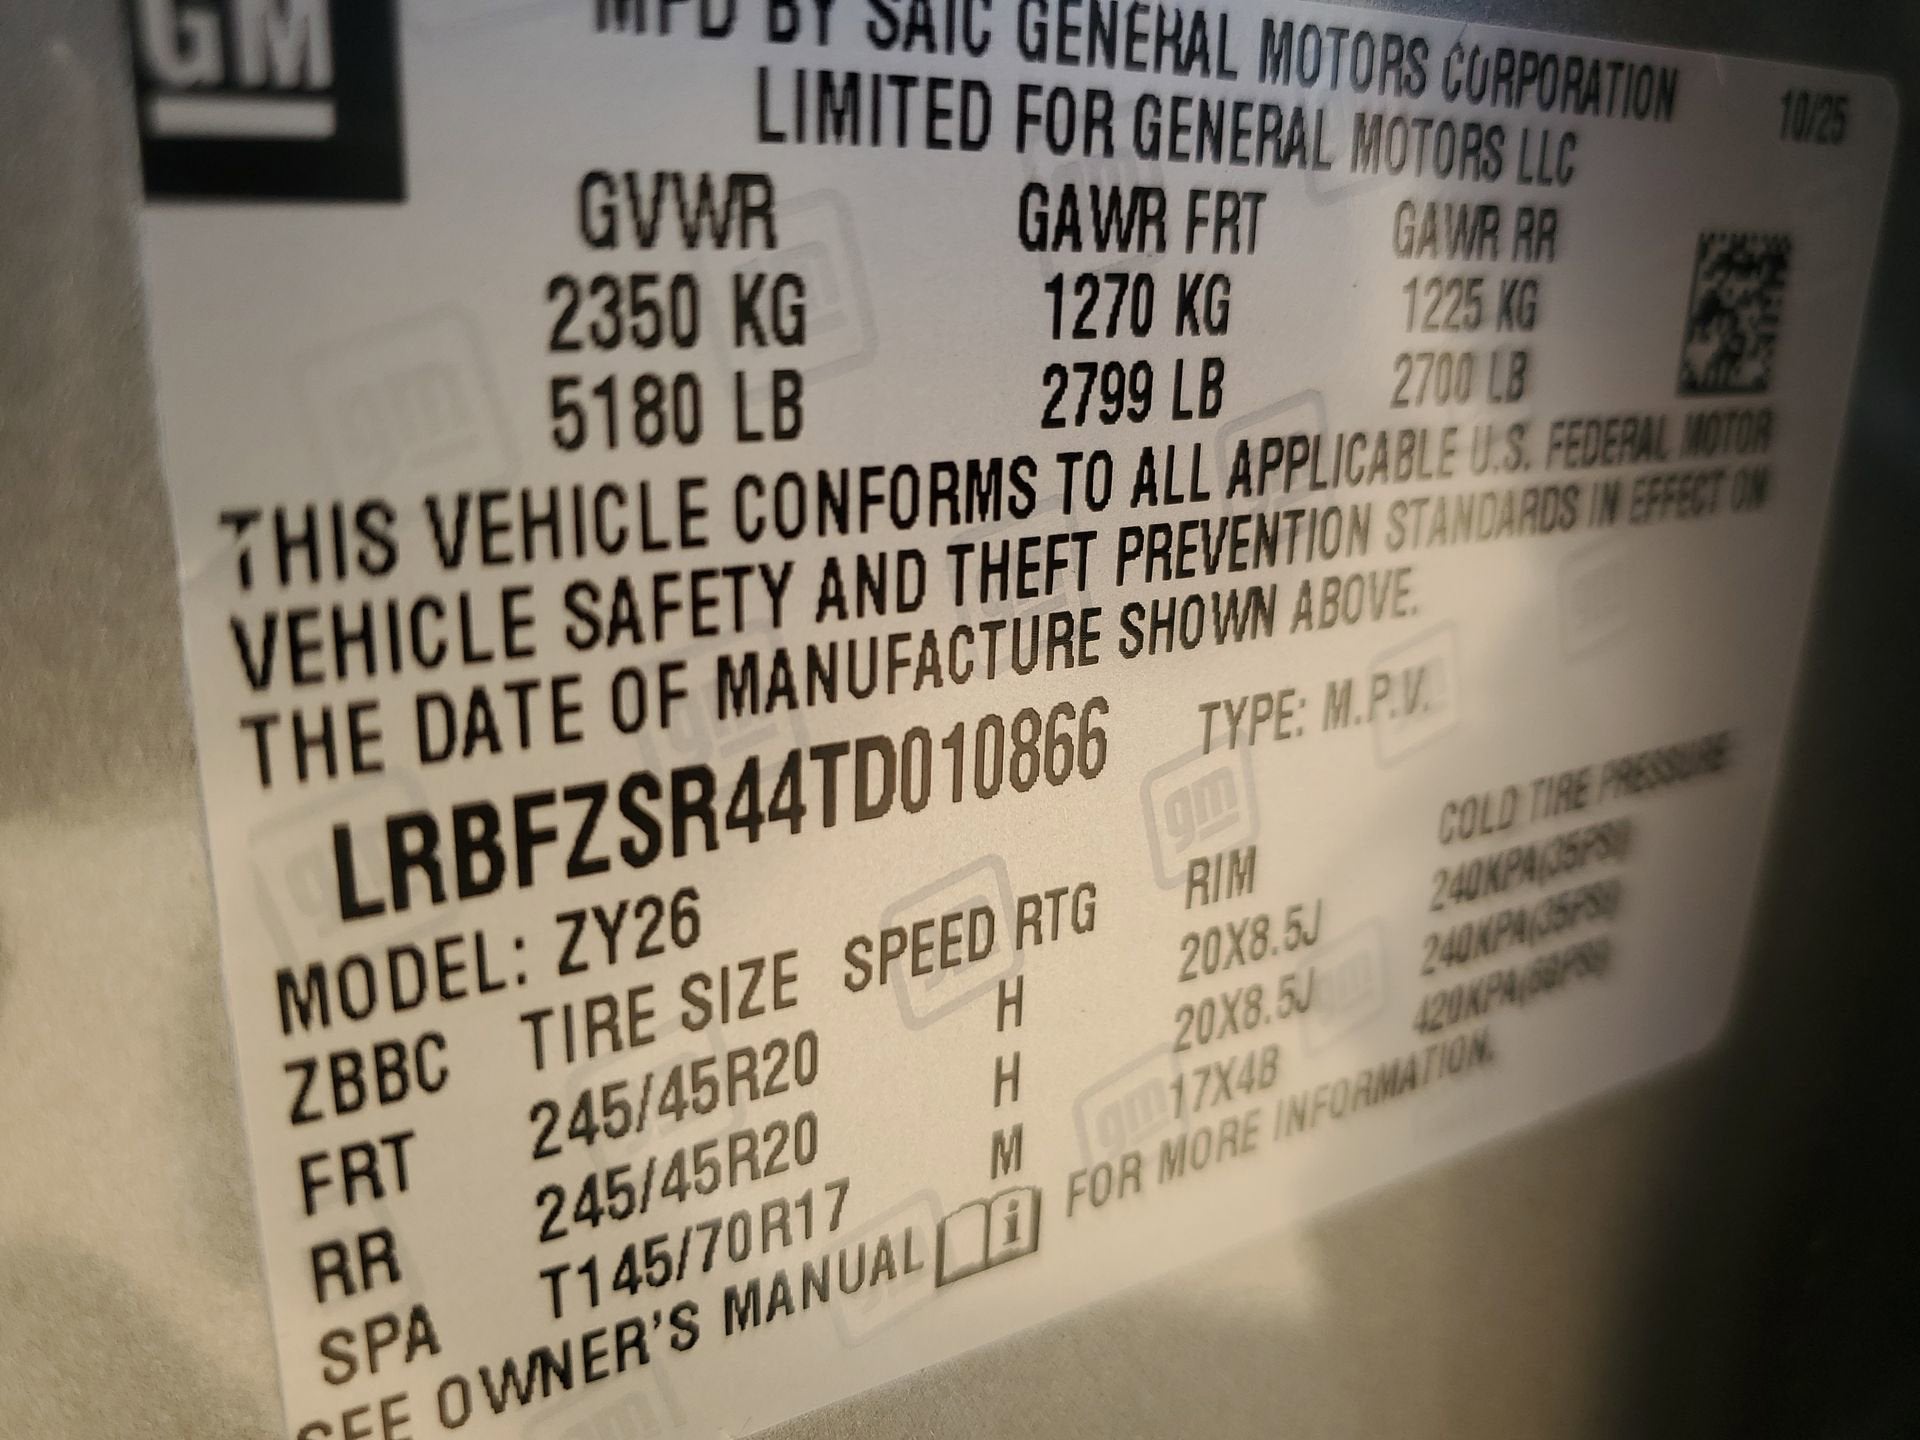 GM
MFD BY SAIC GENERAL MOTORS CORPORATION 10/25
LIMITED FOR GENERAL MOTORS LLC
GVWR GAWR FRT GAWR RR
2350 KG 1270 KG 1225 KG
5180 LB 2799 LB 2700 LB
THIS VEHICLE CONFORMS TO ALL APPLICABLE U.S. FEDERAL MOTOR
VEHICLE SAFETY AND THEFT PREVENTION STANDARDS IN EFFECT ON
THE DATE OF MANUFACTURE SHOWN ABOVE.
LRBFZSR44TD010866 TYPE: M.P.V.
MODEL: ZY26
ZBBC TIRE SIZE SPEED RTG RIM COLD TIRE PRESSURE
FRT 245/45R20 H 20X8.5J 240KPA(35PSI)
RR 245/45R20 H 20X8.5J 240KPA(35PSI)
SPA T145/70R17 M 17X4B 420KPA(60PSI)
SEE OWNER'S MANUAL FOR MORE INFORMATION.